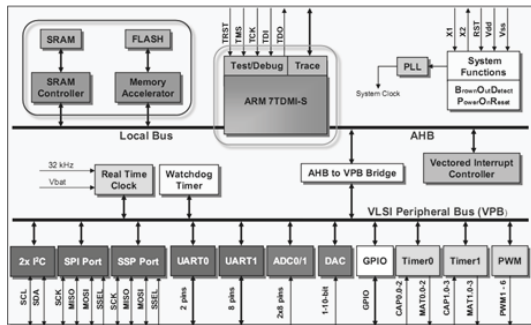 TRST
TMS
TCK
TDI
TDO
X1
X2
RST
Vdd
Vss
SRAM
FLASH
Test/Debug
Trace
PLL
System
Functions
SRAM
Controller
Memory
Accelerator
ARM 7TDMI-S
System Clock
BrownOutDetect
PowerOnReset
Local Bus
AHB
32 kHz
Vbat
Real Time
Clock
Watchdog
Timer
AHB to VPB Bridge
Vectored Interrupt
Controller
VLSI Peripheral Bus (VPB)
2x I²C
SPI Port
SSP Port
UART0
UART1
ADC0/1
DAC
GPIO
Timer0
Timer1
PWM
SCL
SDA
SCK
MISO
MOSI
SSEL
SCK
MISO
MOSI
SSEL
2 pins
8 pins
2x8 pins
1-10-bit
GPIO
CAP0.0-2
MAT0.0-2
CAP1.0-3
MAT1.0-3
PWM1 - 6